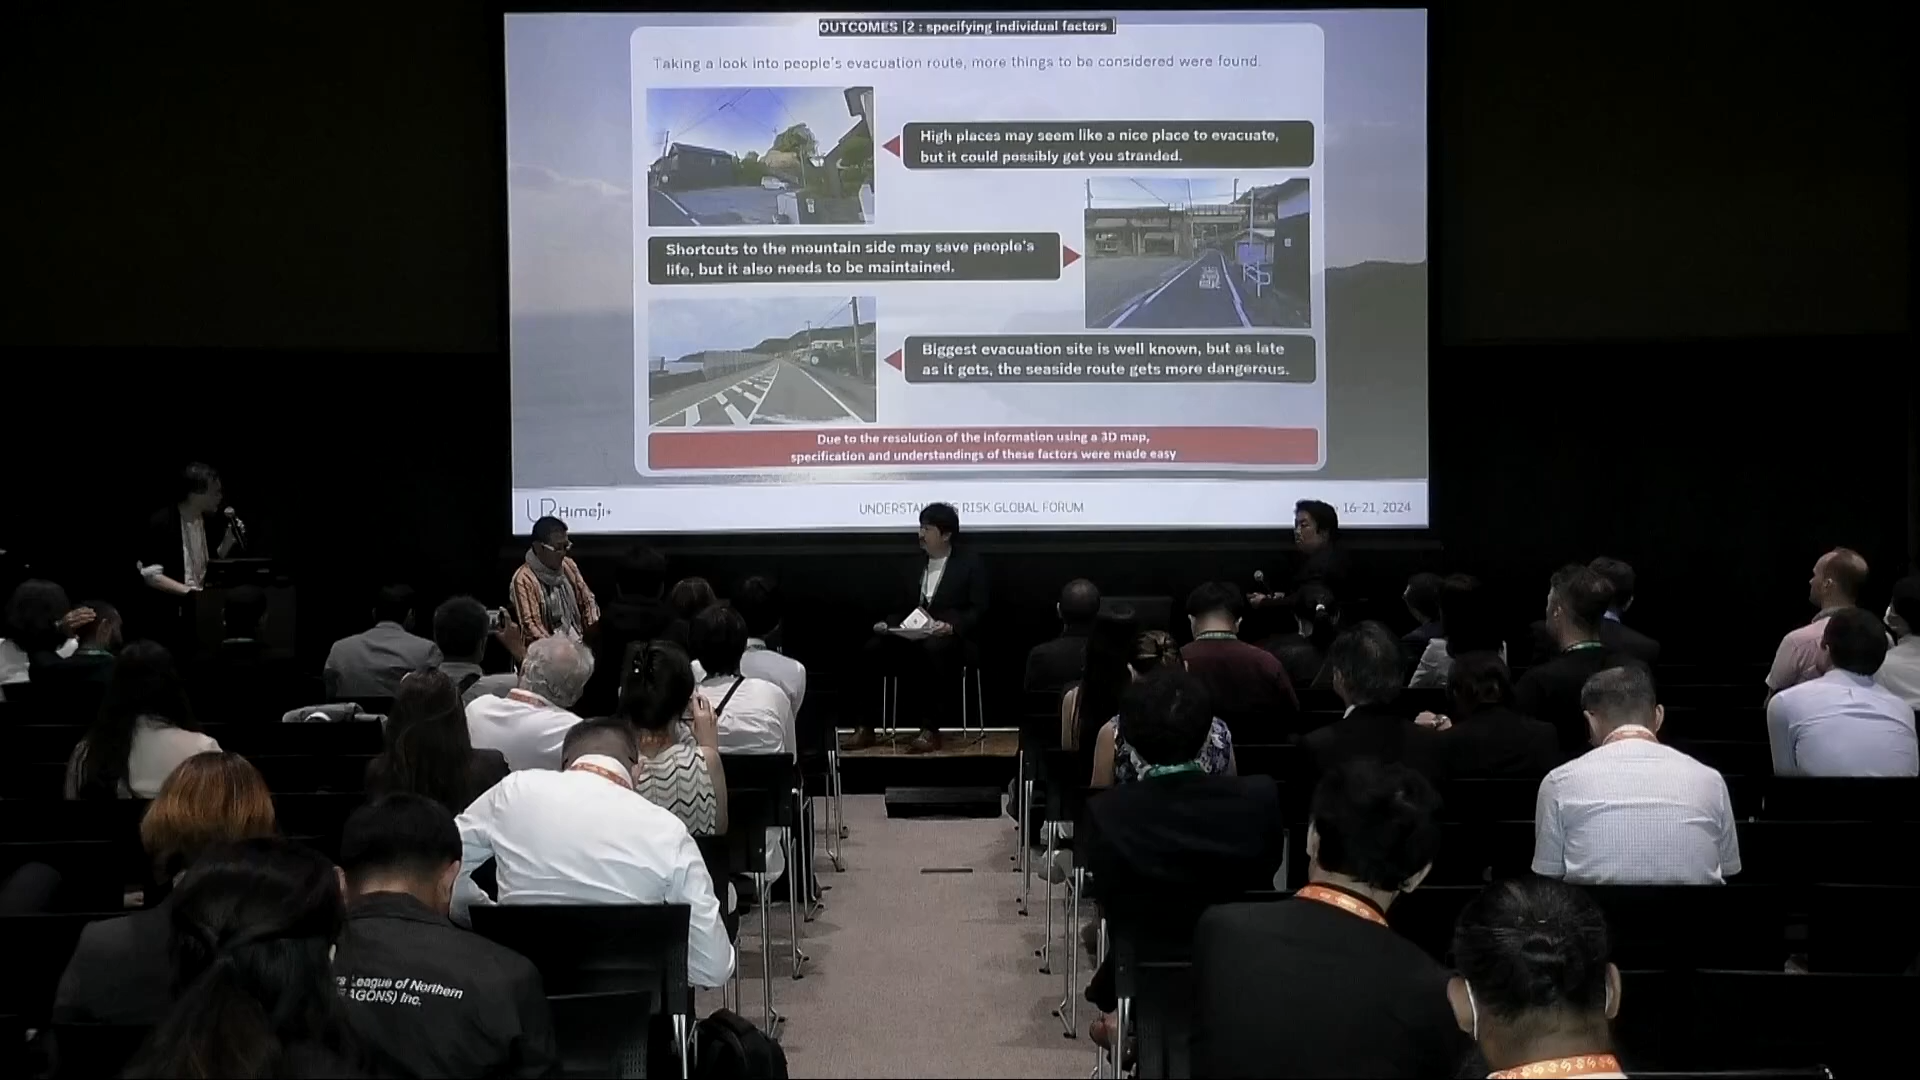 OUTCOMES [2 : specifying individual factors ]
Taking a look into people's evacuation route, more things to be considered were found.
High places may seem like a nice place to evacuate,
but it could possibly get you stranded.
Shortcuts to the mountain side may save people's
life, but it also needs to be maintained.
Biggest evacuation site is well known, but as late
as it gets, the seaside route gets more dangerous.
Due to the resolution of the information using a 3D map,
specification and understandings of these factors were made easy
UR Himeji+
RISK GLOBAL FORUM
16-21, 2024
League of Northern
AGONS) Inc.